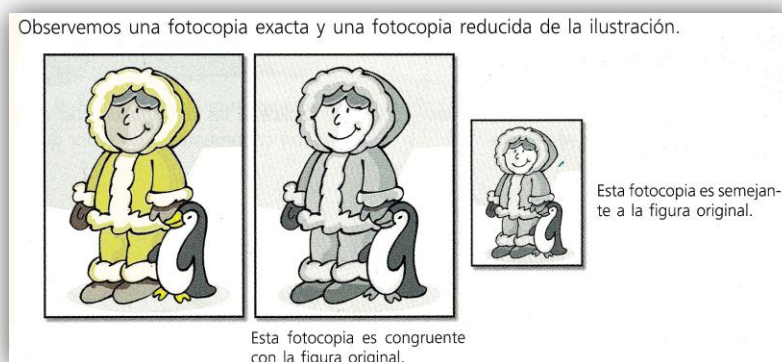 Observemos una fotocopia exacta y una fotocopia reducida de la ilustración.
Esta fotocopia es semejan-
te a la figura original.
Esta fotocopia es congruente
con la figura original.